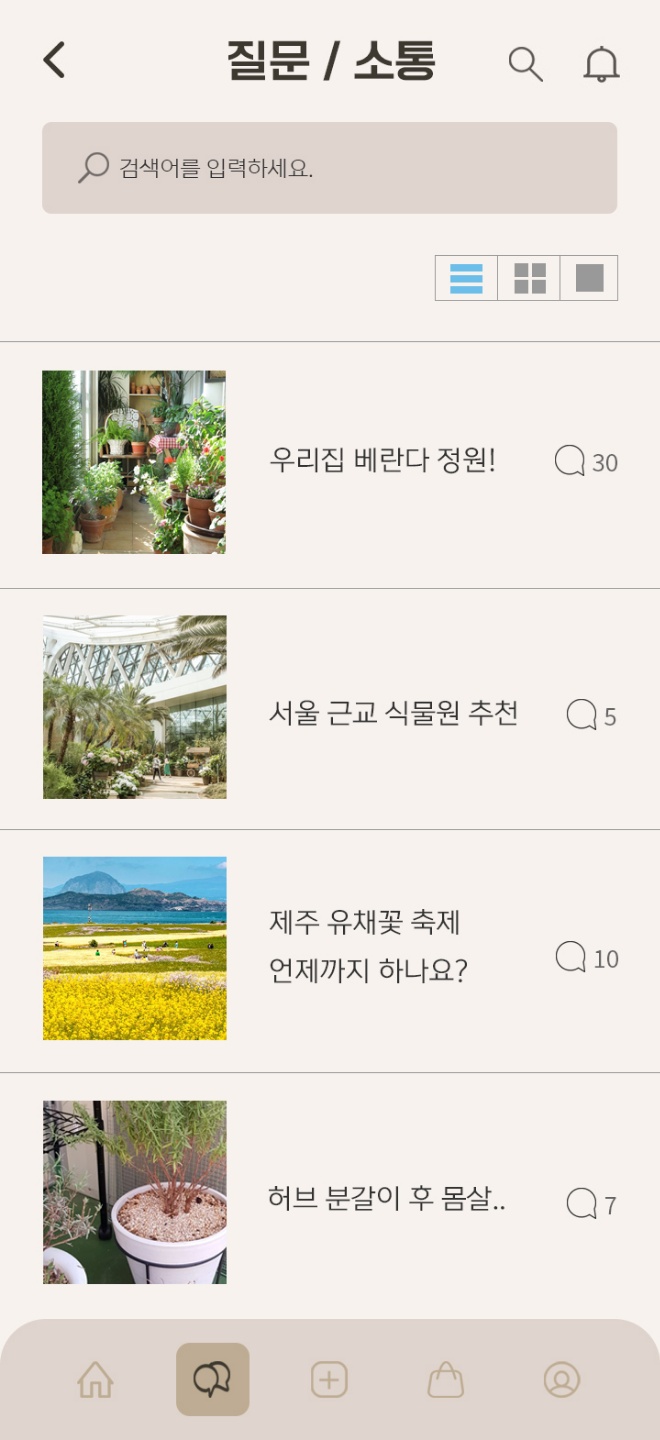 질문 / 소통
검색어를 입력하세요.
우리집 베란다 정원!
30
서울 근교 식물원 추천
5
제주 유채꽃 축제
언제까지 하나요?
10
허브 분갈이 후 몸살..
7